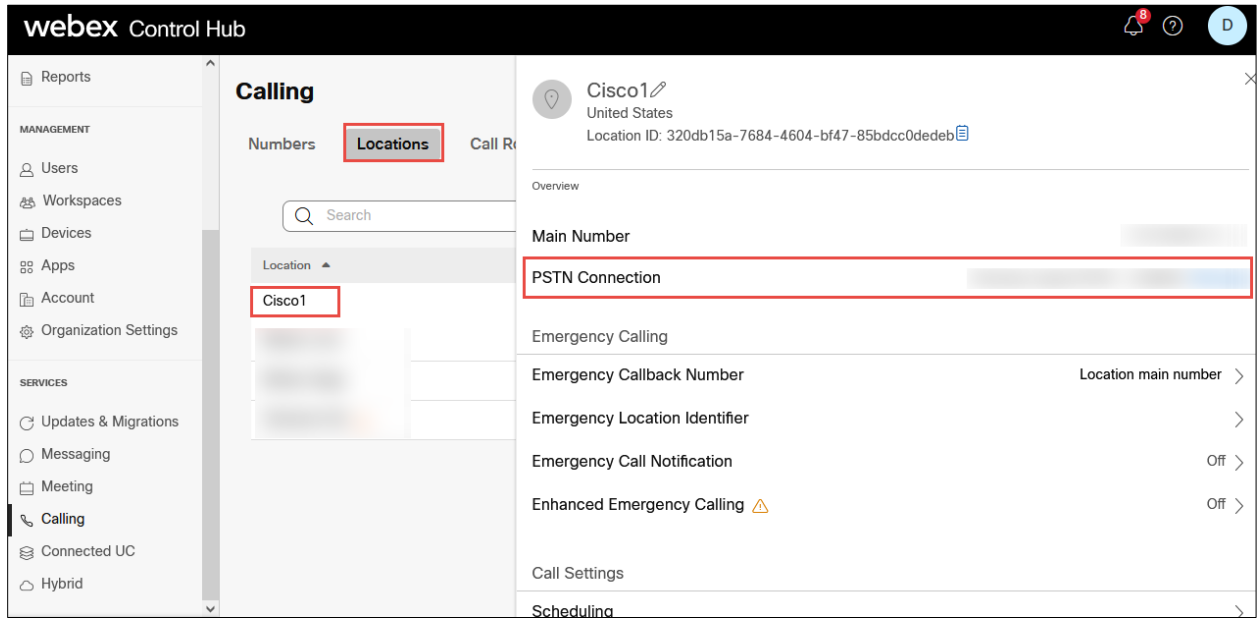 webex Control Hub
8
D
Reports
MANAGEMENT
Users
Workspaces
Devices
Apps
Account
Organization Settings
SERVICES
Updates & Migrations
Messaging
Meeting
Calling
Connected UC
Hybrid
Calling
Numbers Locations Call
Search
Location
Cisco1
Cisco1
United States
Location ID: 320db15a-7684-4604-bf47-85bdcc0dedeb
Overview
Main Number
PSTN Connection
Emergency Calling
Emergency Callback Number Location main number
Emergency Location Identifier
Emergency Call Notification Off
Enhanced Emergency Calling Off
Call Settings
Scheduling